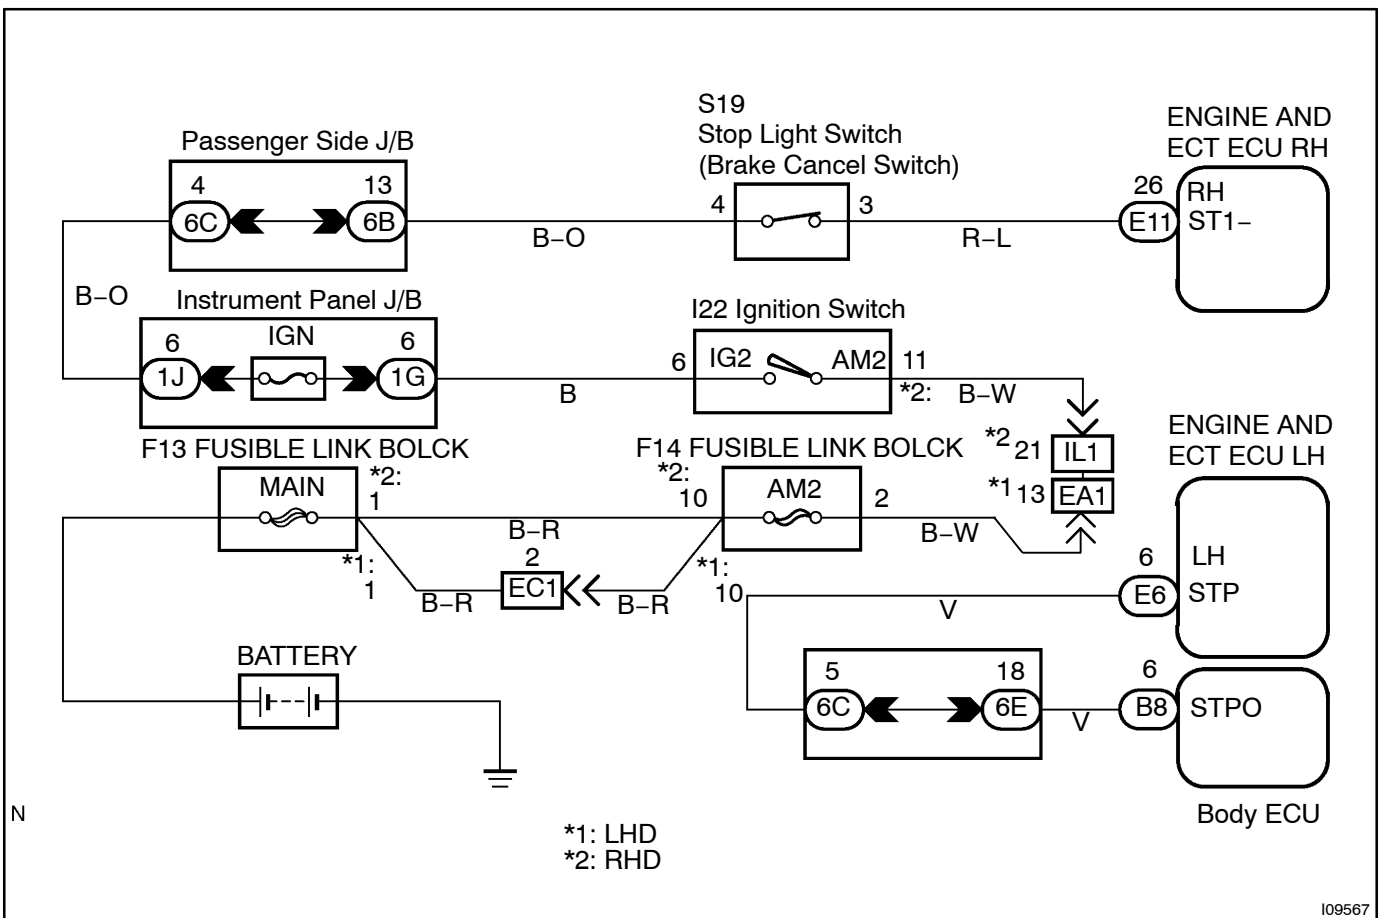 S19
Stop Light Switch
(Brake Cancel Switch)
ENGINE AND
ECT ECU RH
Passenger Side J/B
4 13
6C 6B
4 3
26
E11
RH
ST1−
B−O
R−L
B−O
Instrument Panel J/B
I22 Ignition Switch
6 IGN 6
1J 1G
B
6 IG2 AM2 11
*2: B−W
*2 21 IL1
*1 13 EA1
ENGINE AND
ECT ECU LH
F13 FUSIBLE LINK BOLCK
F14 FUSIBLE LINK BOLCK
MAIN
*2:
1
*2:
10
AM2
2
B−R
B−W
*1:
1
2
EC1
B−R
B−R
*1:
10
6
E6
LH
STP
V
BATTERY
5 18
6C 6E
V
6
B8
STPO
Body ECU
N
*1: LHD
*2: RHD
I09567